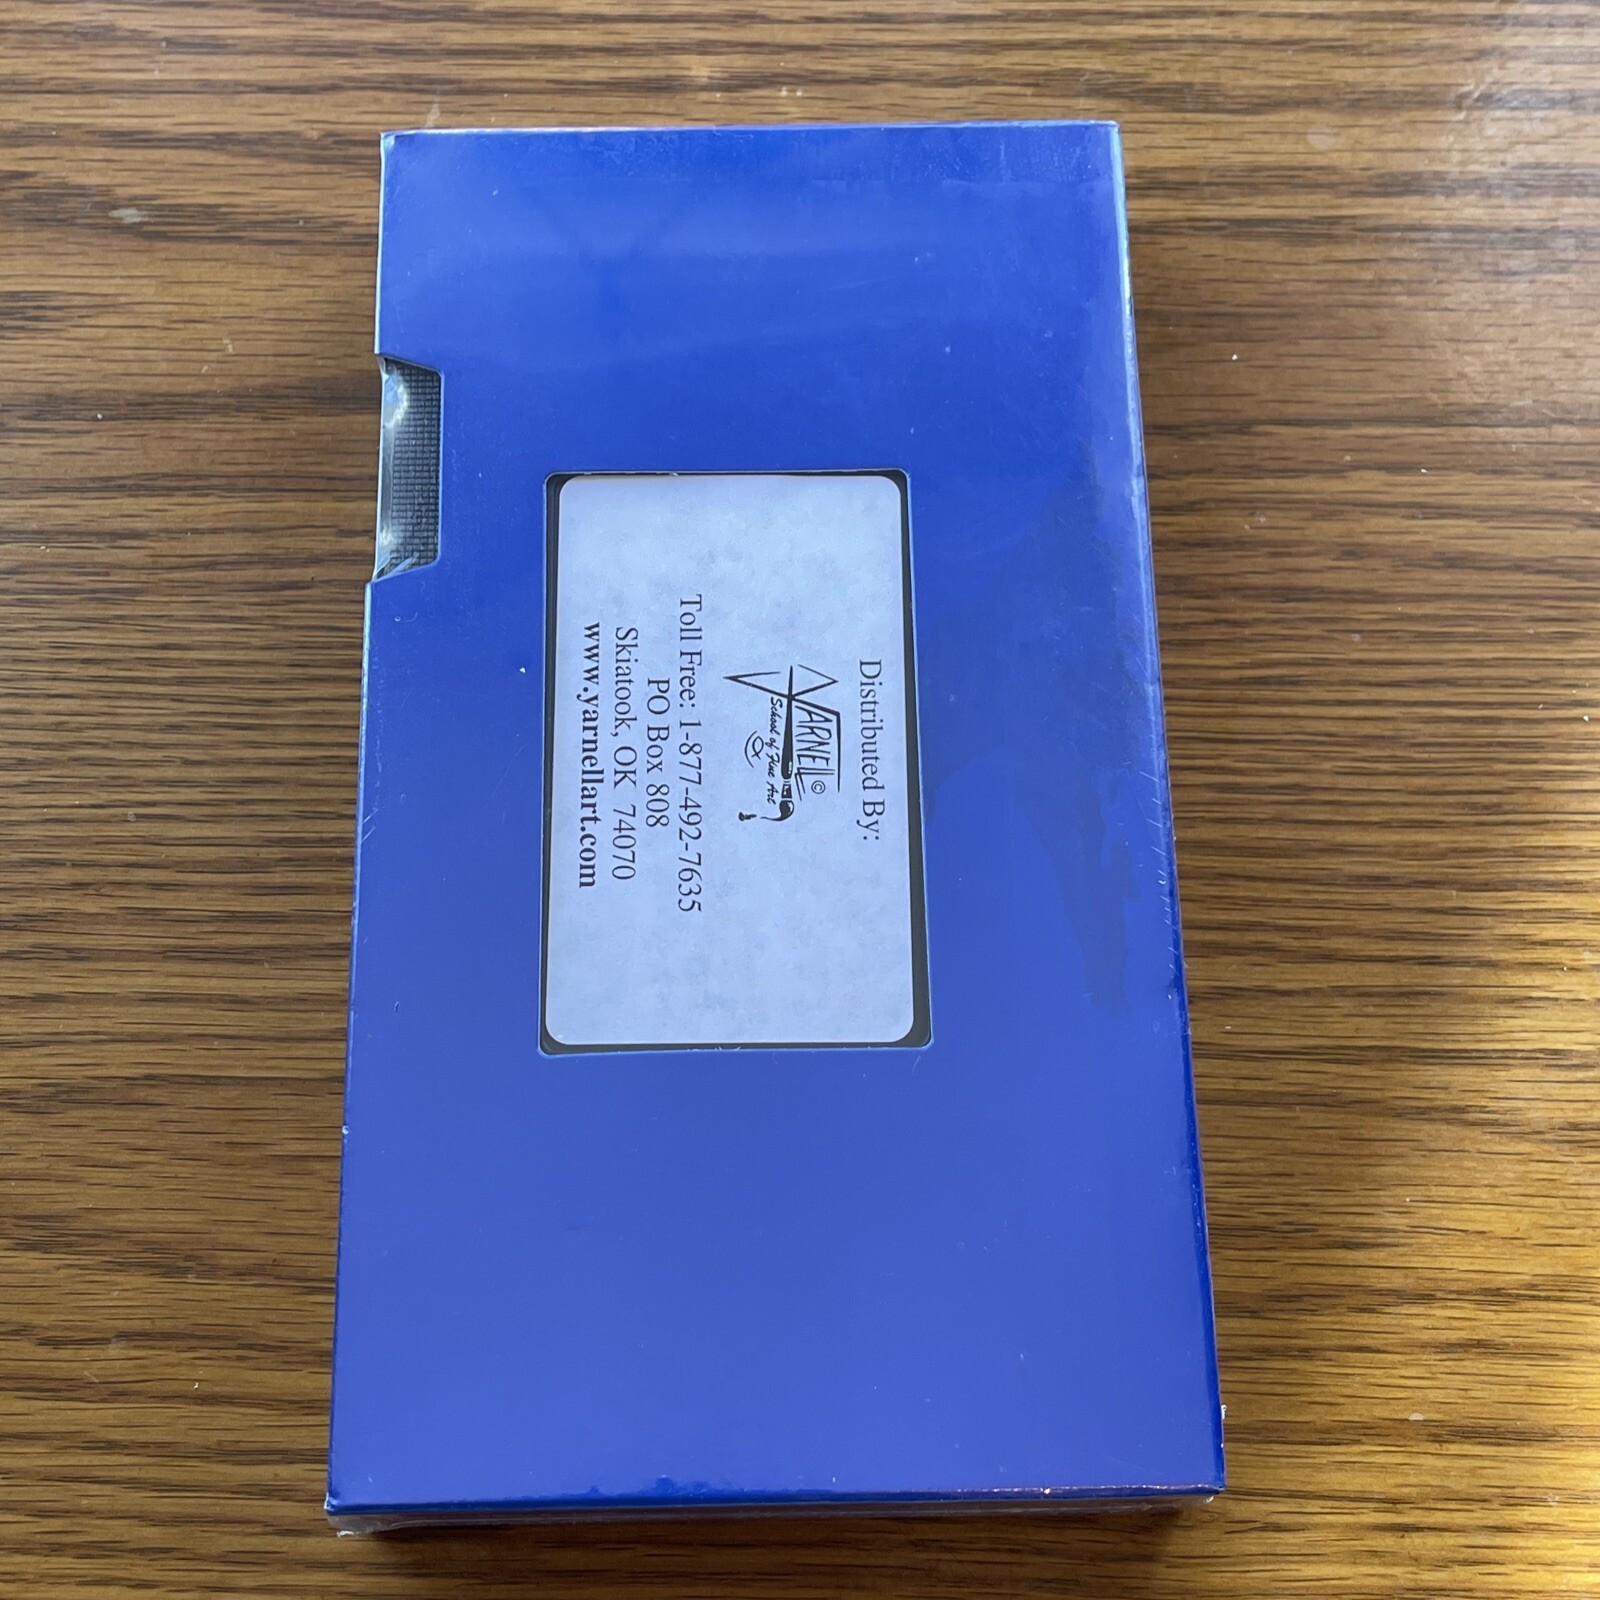 Distributed By:
YARNELL©
School of Fine Art
Toll Free: 1-877-492-7635
PO Box 808
Skiatook, OK 74070
www.yarnellart.com